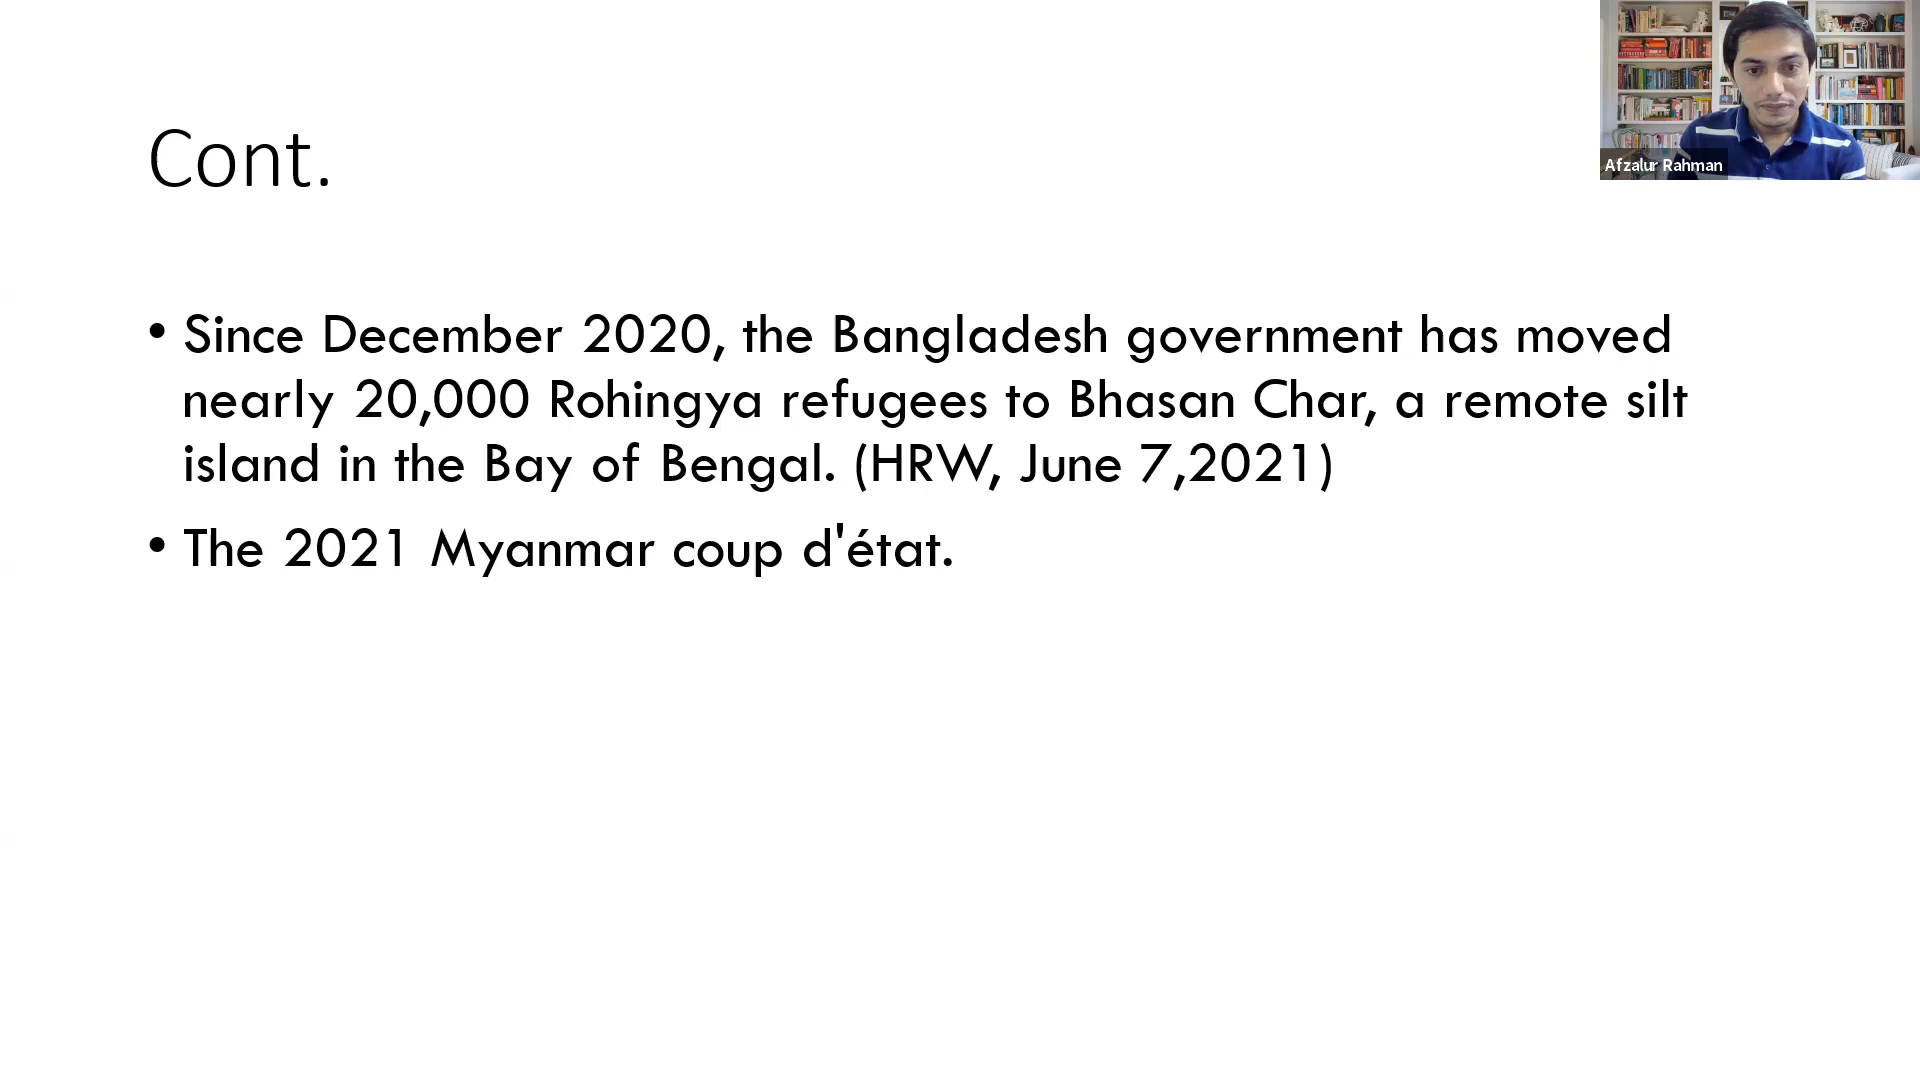 Cont.
Afzalur Rahman
• Since December 2020, the Bangladesh government has moved
nearly 20,000 Rohingya refugees to Bhasan Char, a remote silt
island in the Bay of Bengal. (HRW, June 7,2021)
• The 2021 Myanmar coup d'état.